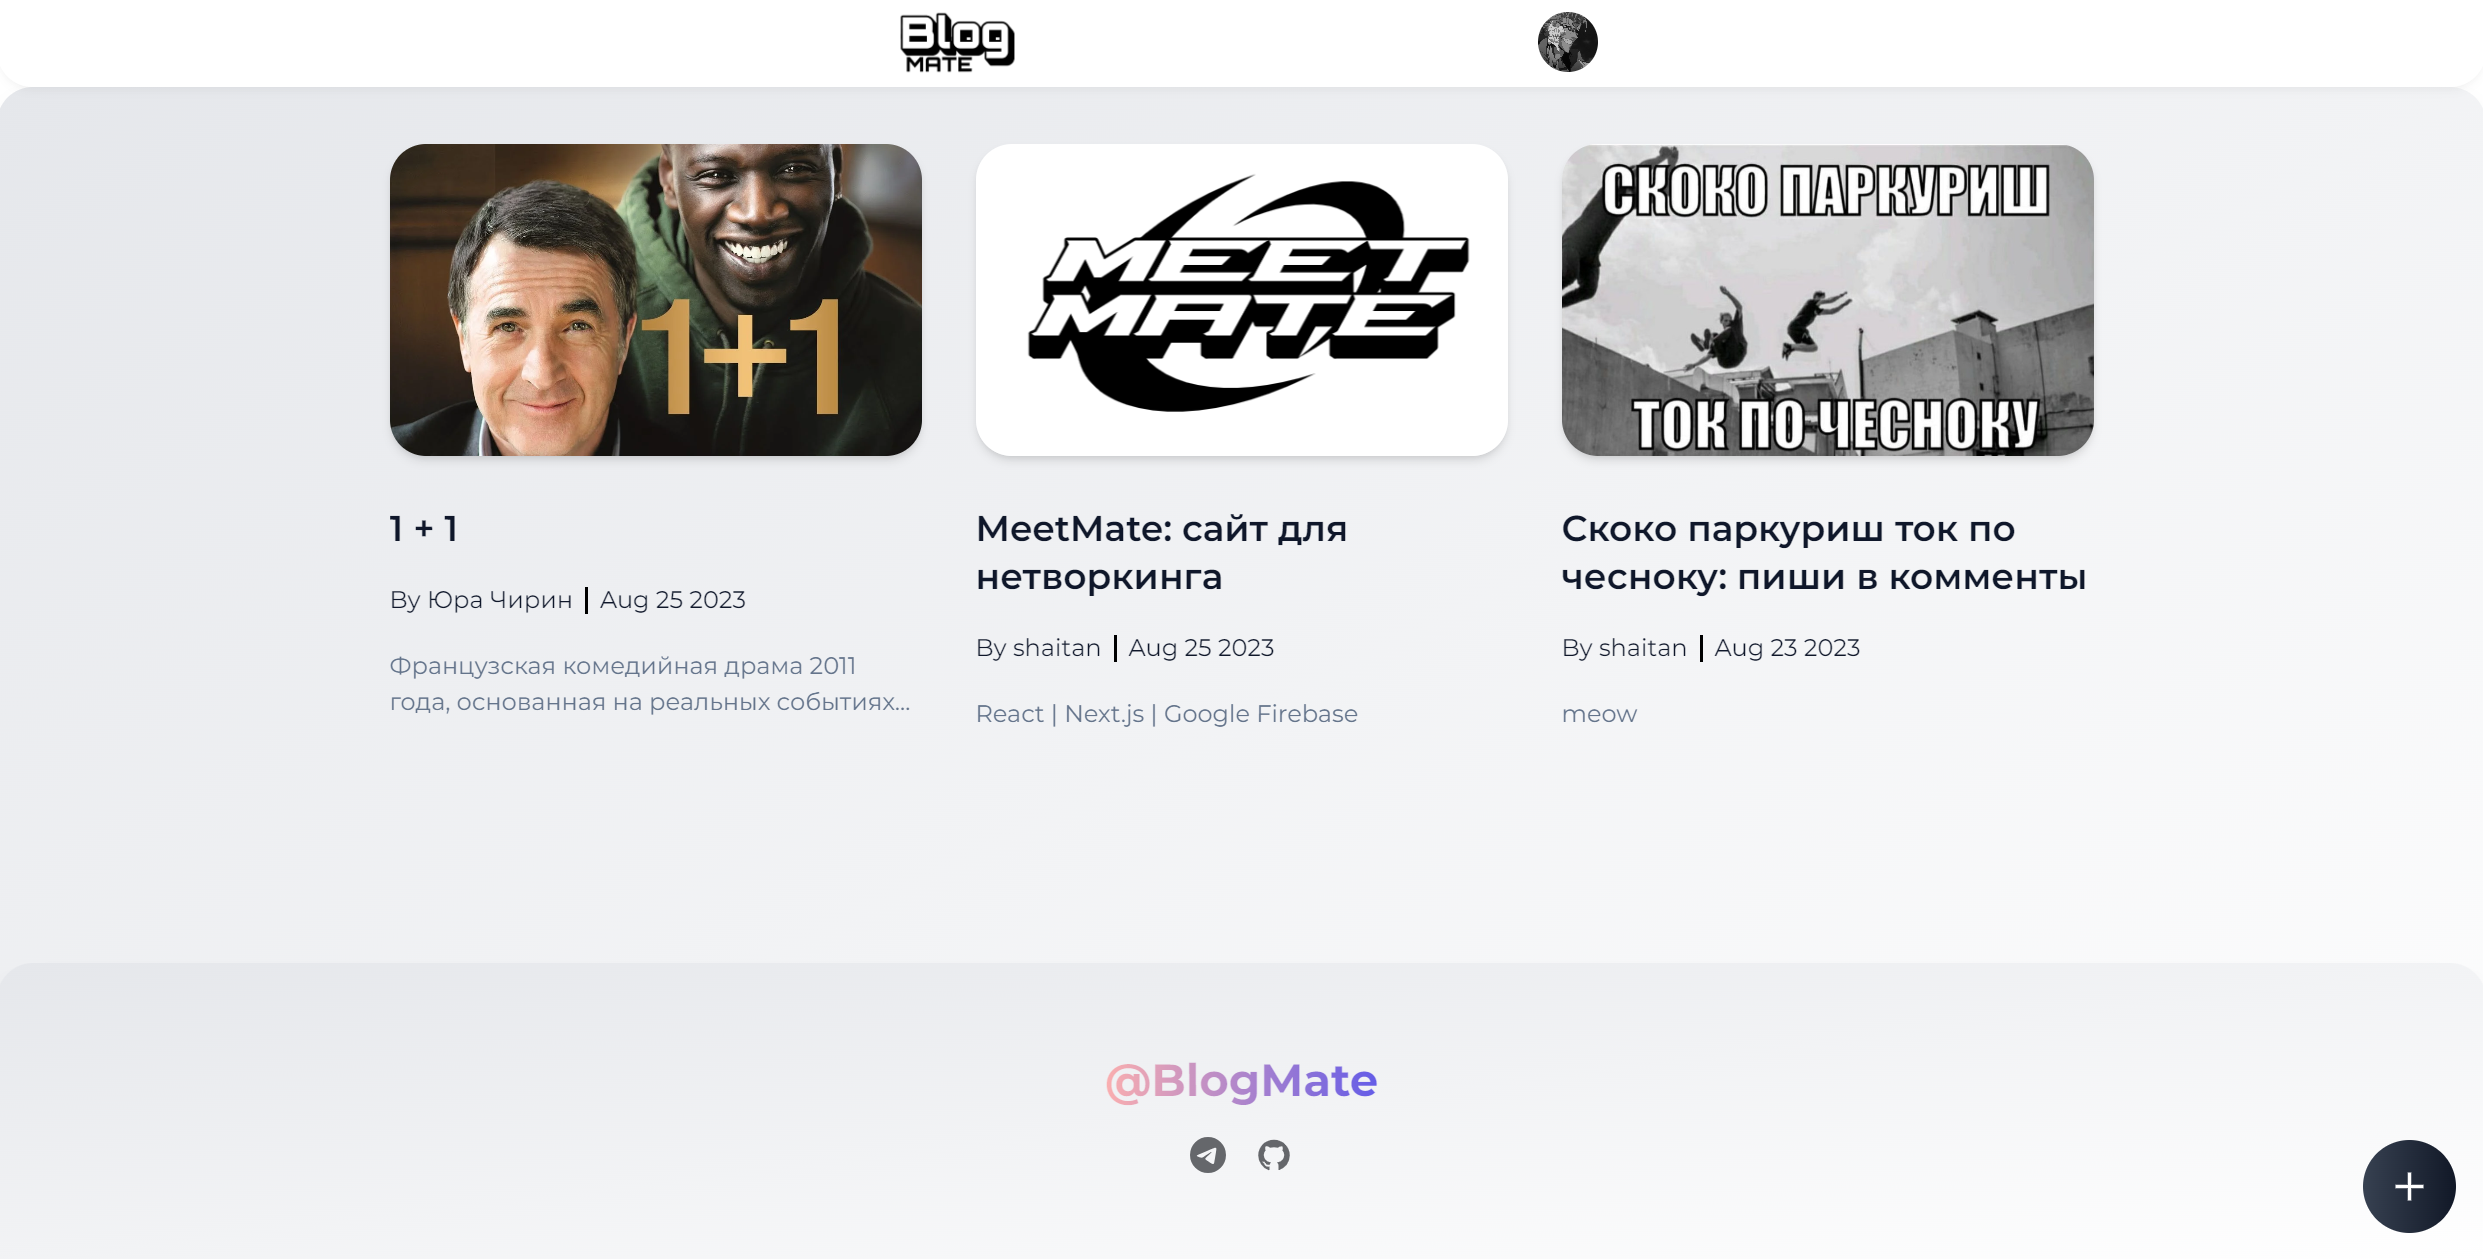 Blog
MATE
1+1
MEET
MATE
СКОКО ПАРКУРИШ
ТОК ПО ЧЕСНОКУ
1 + 1
By Юра Чирин | Aug 25 2023
Французская комедийная драма 2011
года, основанная на реальных событиях...
MeetMate: сайт для
нетворкинга
By shaitan | Aug 25 2023
React | Next.js | Google Firebase
Скоко паркуриш ток по
чесноку: пиши в комменты
By shaitan | Aug 23 2023
meow
@BlogMate